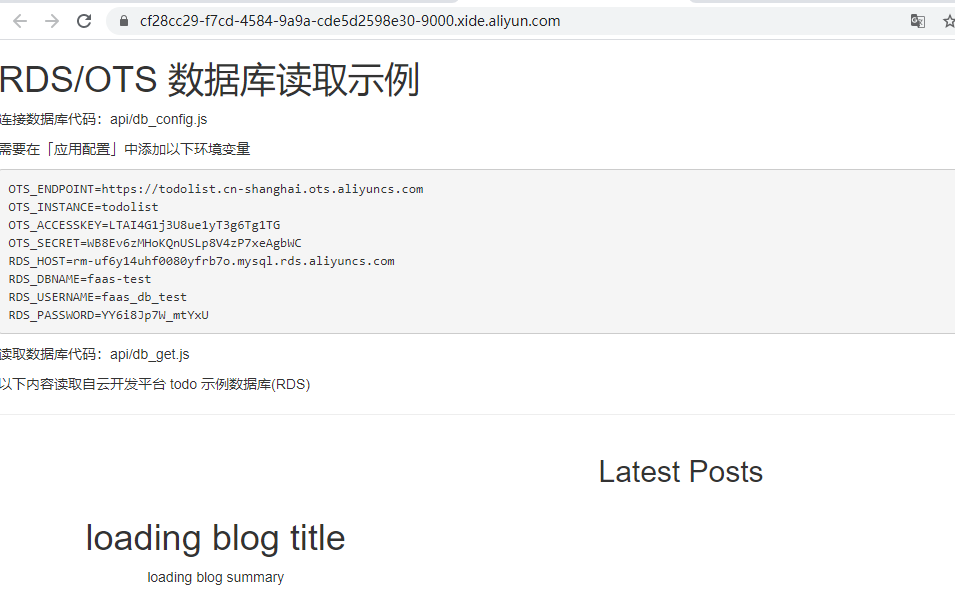 cf28cc29-f7cd-4584-9a9a-cde5d2598e30-9000.xide.aliyun.com
RDS/OTS 数据库读取示例
连接数据库代码：api/db_config.js
需要在「应用配置」中添加以下环境变量
OTS_ENDPOINT=https://todolist.cn-shanghai.ots.aliyuncs.com
OTS_INSTANCE=todolist
OTS_ACCESSKEY=LTAI4G1j3U8ue1yT3g6Tg1TG
OTS_SECRET=WB8Ev6zMHoKQnUSLp8V4zP7xeAgbWC
RDS_HOST=rm-uf6y14uhf0080yfrb7o.mysql.rds.aliyuncs.com
RDS_DBNAME=faas-test
RDS_USERNAME=faas_db_test
RDS_PASSWORD=YY6i8Jp7W_mtYxU
读取数据库代码：api/db_get.js
以下内容读取自云开发平台 todo 示例数据库(RDS)
Latest Posts
loading blog title
loading blog summary